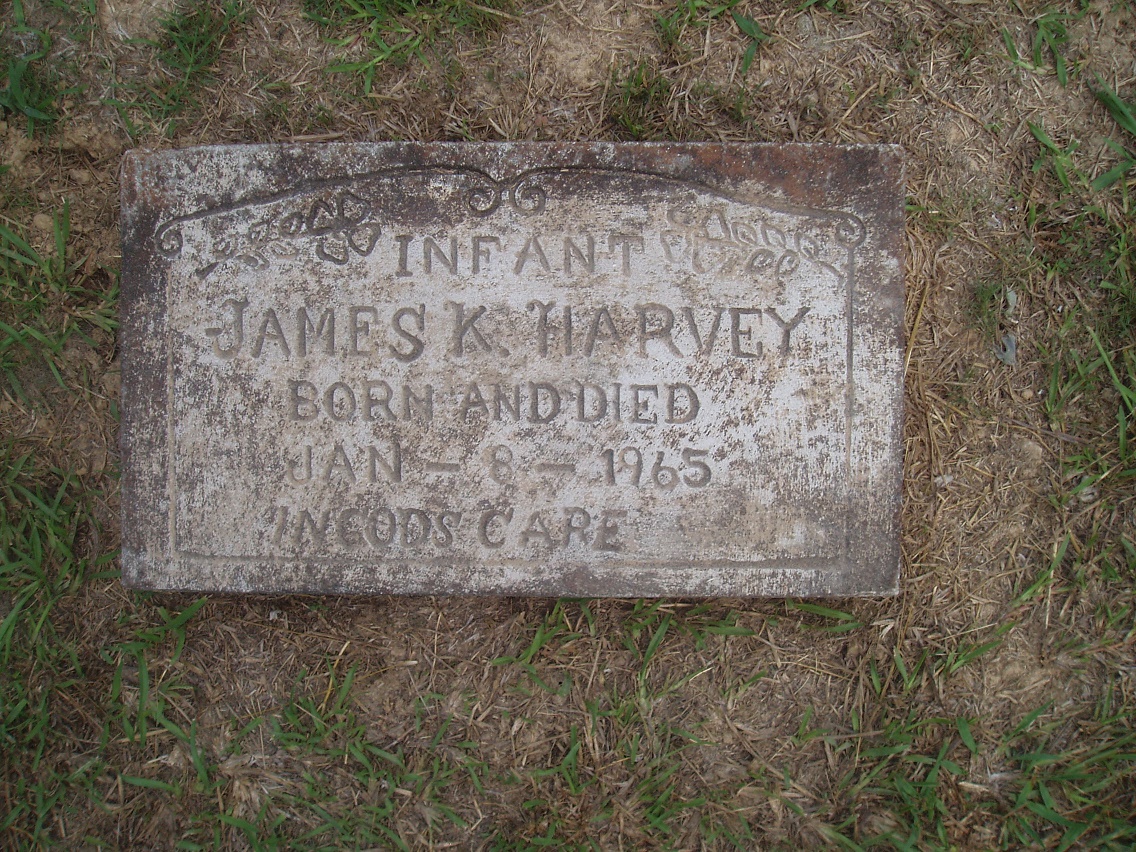 INFANT
JAMES K. HARVEY
BORN AND DIED
JAN - 8 - 1965
IN GODS CARE